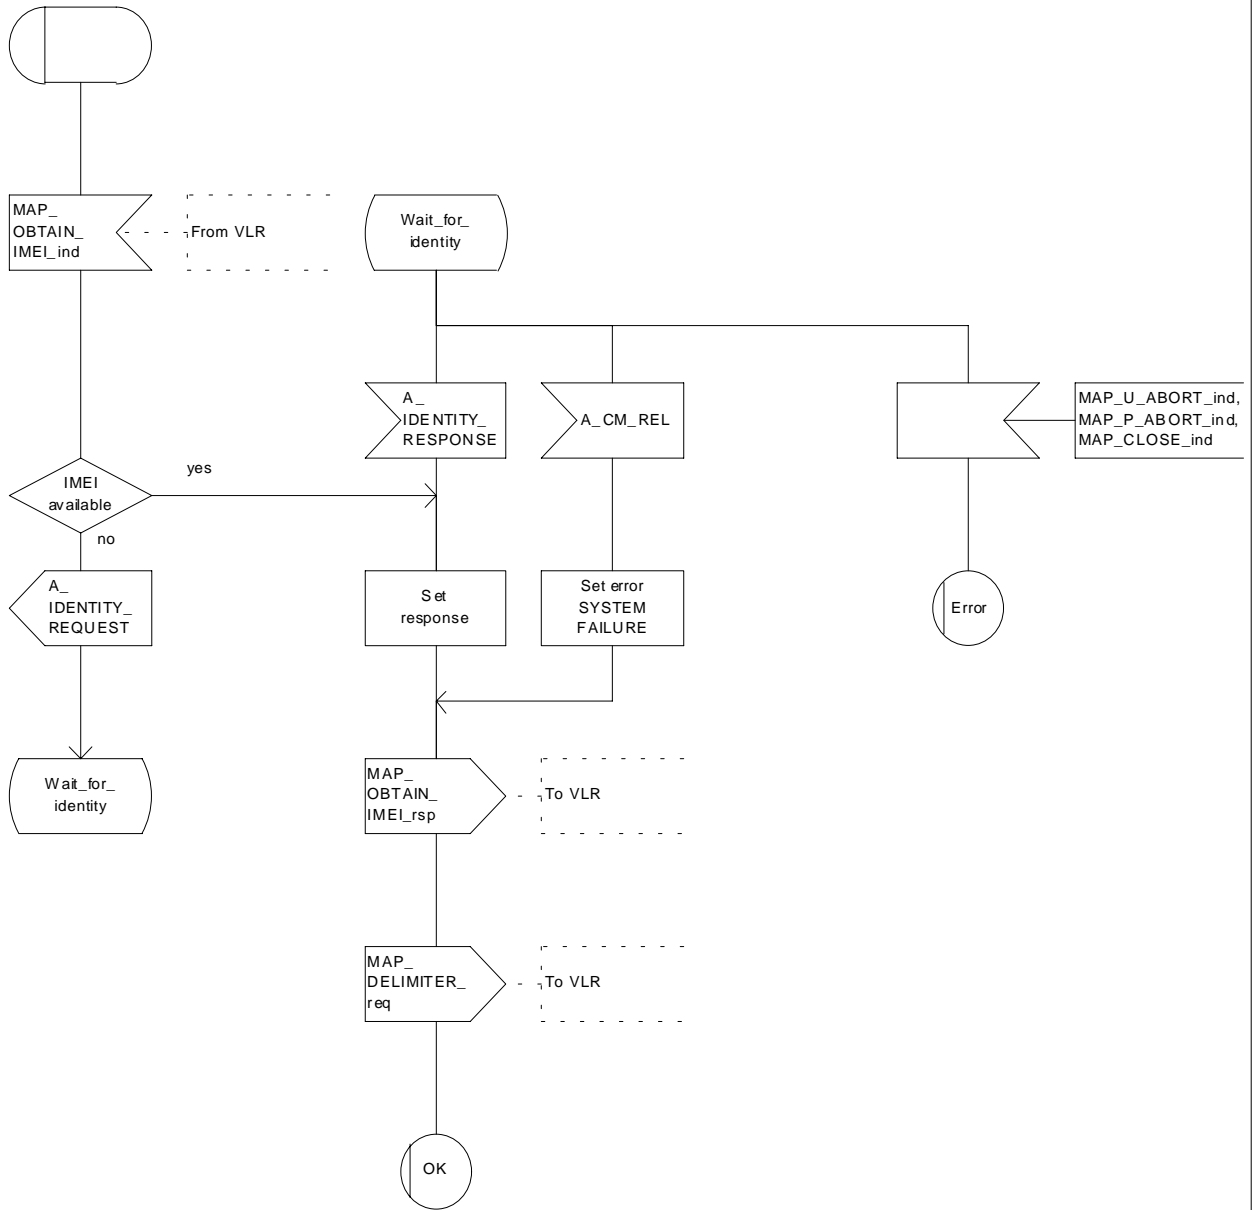 MAP_
OBTAIN_
IMEI_ind
From VLR
Wait_for_
identity
A_
IDENTITY_
RESPONSE
A_CM_REL
MAP_U_ABORT_ind,
MAP_P_ABORT_ind,
MAP_CLOSE_ind
yes
IMEI
available
no
A_
IDENTITY_
REQUEST
Set
response
Set error
SYSTEM
FAILURE
Error
Wait_for_
identity
MAP_
OBTAIN_
IMEI_rsp
To VLR
MAP_
DELIMITER_
req
To VLR
OK